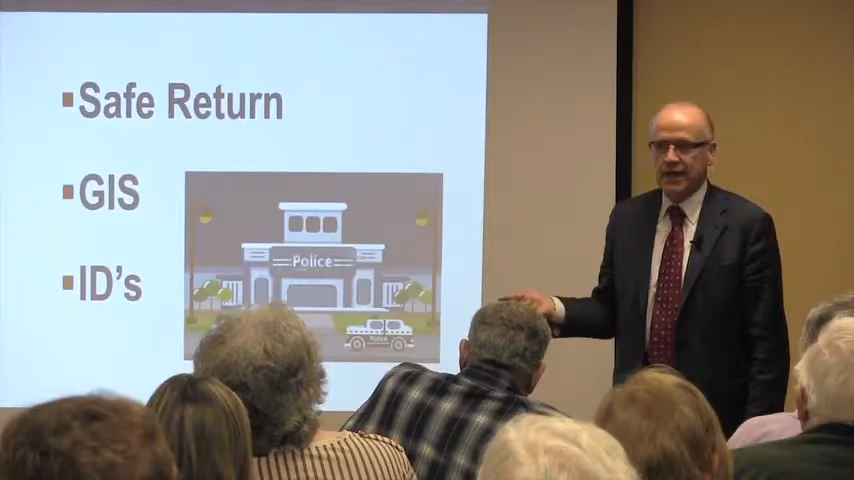 ▪Safe Return
▪GIS
▪ID's
Police
Police